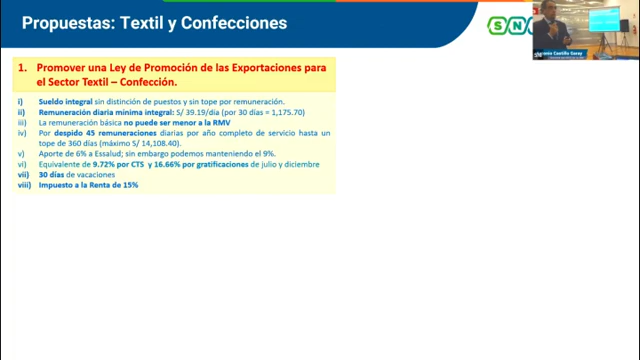 Propuestas: Textil y Confecciones
SN
1. Promover una Ley de Promoción de las Exportaciones para
el Sector Textil – Confección.
i) Sueldo integral sin distinción de puestos y sin tope por remuneración.
ii) Remuneración diaria mínima integral: S/ 39.19/día (por 30 días = 1,175.70)
iii) La remuneración básica no puede ser menor a la RMV
iv) Por despido 45 remuneraciones diarias por año completo de servicio hasta un
tope de 360 días (máximo S/ 14,108.40).
v) Aporte de 6% a Essalud; sin embargo podemos manteniendo el 9%.
vi) Equivalente de 9.72% por CTS y 16.66% por gratificaciones de julio y diciembre
vii) 30 días de vacaciones
viii) Impuesto a la Renta de 15%
Castillo Garay